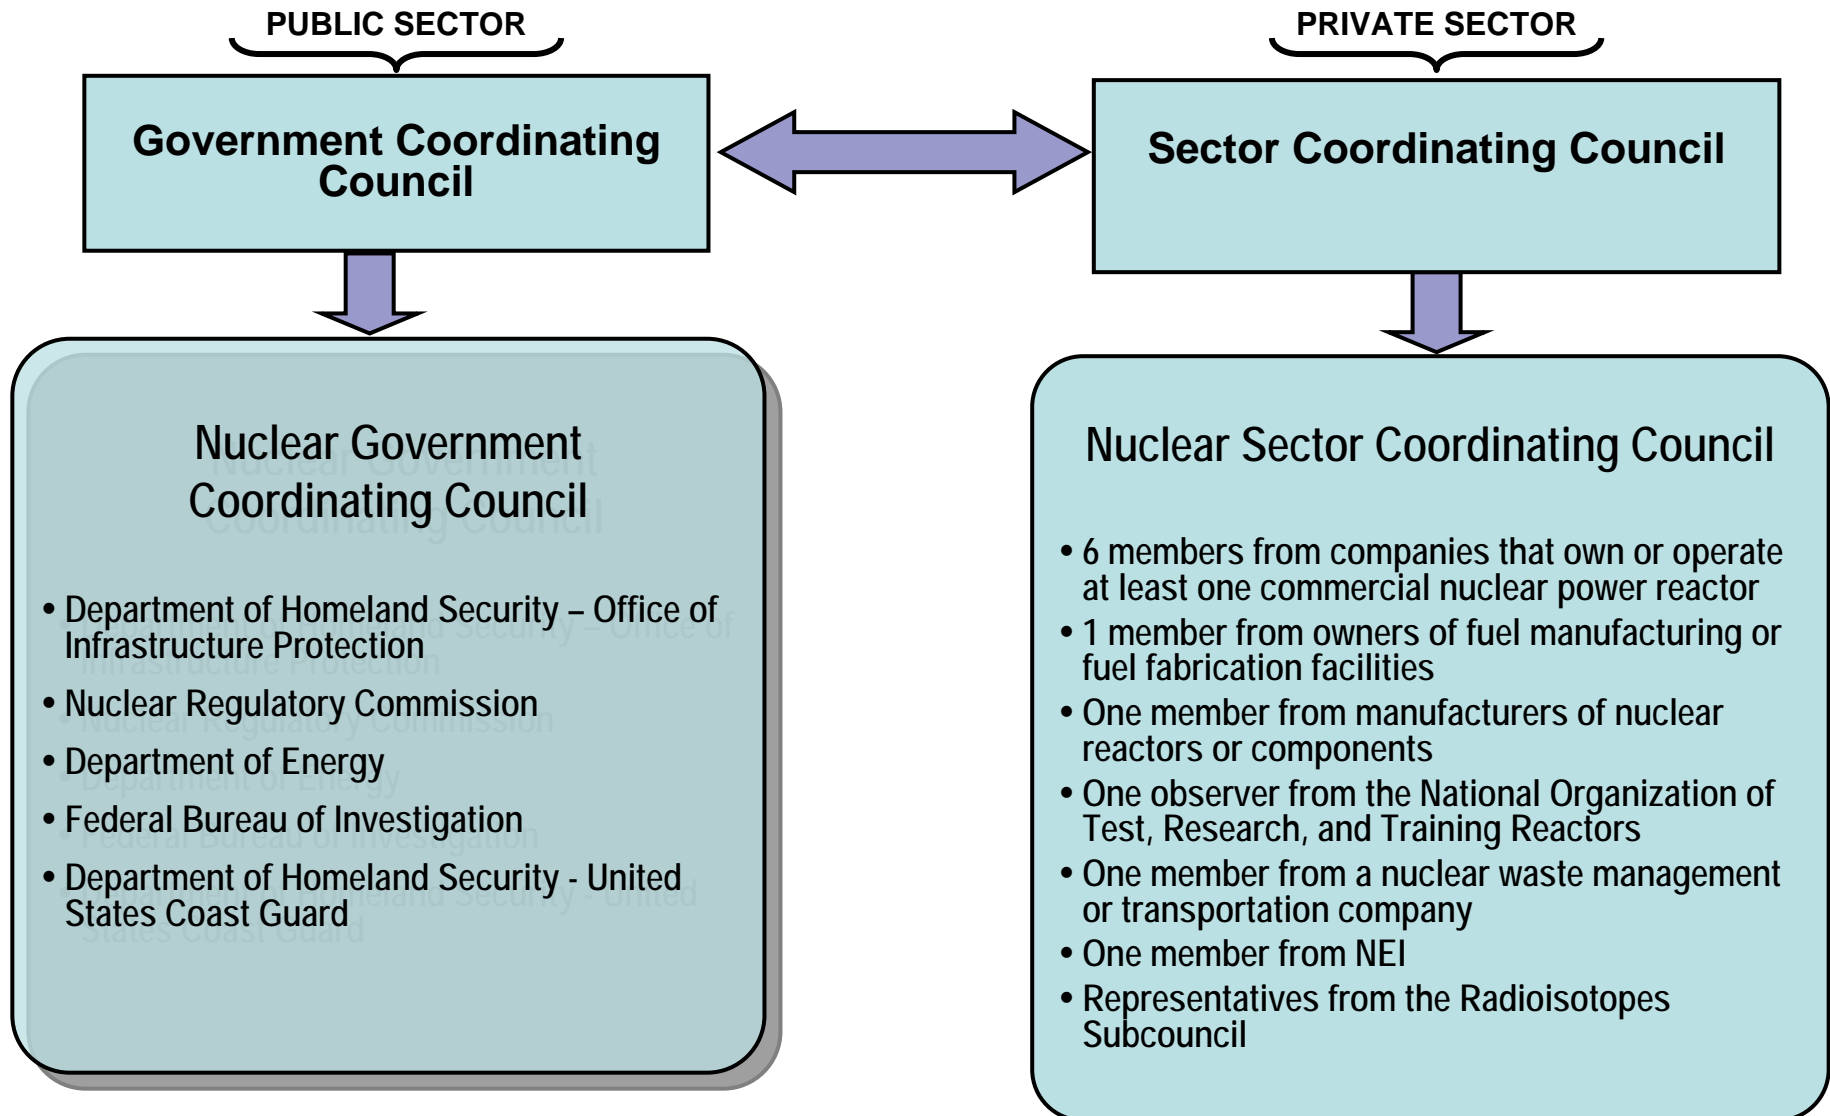 PUBLIC SECTOR
Government Coordinating
Council
Nuclear Government
Coordinating Council
• Department of Homeland Security – Office of
Infrastructure Protection
• Nuclear Regulatory Commission
• Department of Energy
• Federal Bureau of Investigation
• Department of Homeland Security - United
States Coast Guard
PRIVATE SECTOR
Sector Coordinating Council
Nuclear Sector Coordinating Council
• 6 members from companies that own or operate
at least one commercial nuclear power reactor
• 1 member from owners of fuel manufacturing or
fuel fabrication facilities
• One member from manufacturers of nuclear
reactors or components
• One observer from the National Organization of
Test, Research, and Training Reactors
• One member from a nuclear waste management
or transportation company
• One member from NEI
• Representatives from the Radioisotopes
Subcouncil